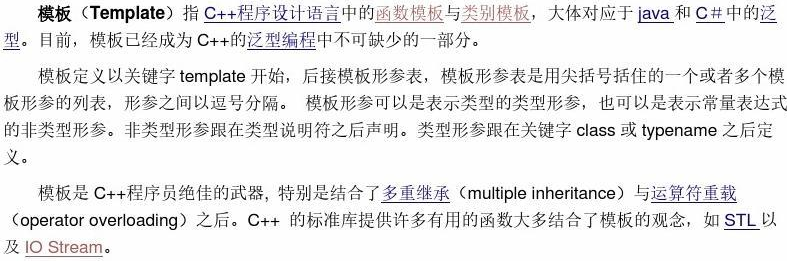 模板（Template）指 C++程序设计语言中的函数模板与类别模板，大体对应于 java 和 C＃中的泛
型。目前，模板已经成为 C++的泛型编程中不可缺少的一部分。
模板定义以关键字 template 开始，后接模板形参表，模板形参表是用尖括号括住的一个或者多个模
板形参的列表，形参之间以逗号分隔。 模板形参可以是表示类型的类型形参，也可以是表示常量表达式
的非类型形参。非类型形参跟在类型说明符之后声明。类型形参跟在关键字 class 或 typename 之后定
义。
模板是 C++程序员绝佳的武器, 特别是结合了多重继承（multiple inheritance）与运算符重载
（operator overloading）之后。C++ 的标准库提供许多有用的函数大多结合了模板的观念，如 STL 以
及 IO Stream。